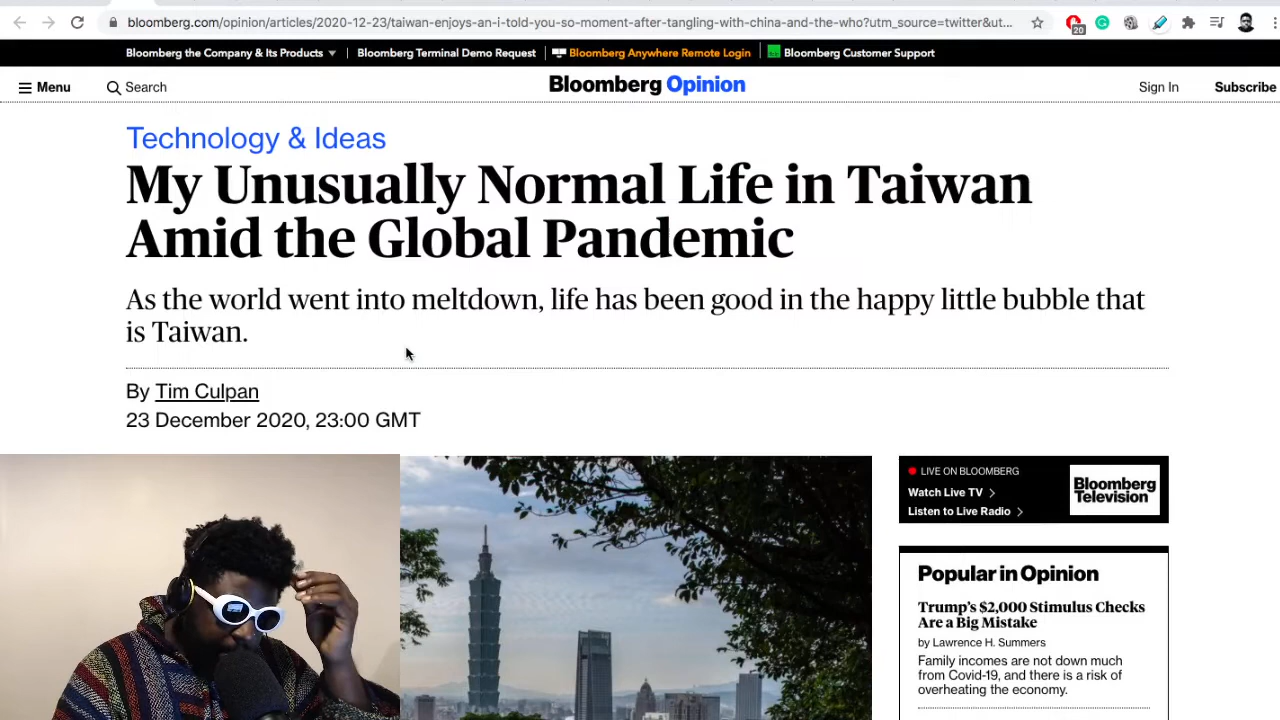 bloomberg.com/opinion/articles/2020-12-23/taiwan-enjoys-an-i-told-you-so-moment-after-tangling-with-china-and-the-who?utm_source=twitter&ut...
20
Bloomberg the Company & Its Products
Bloomberg Terminal Demo Request
Bloomberg Anywhere Remote Login
Bloomberg Customer Support
Menu
Search
Bloomberg Opinion
Sign In
Subscribe
Technology & Ideas
My Unusually Normal Life in Taiwan
Amid the Global Pandemic
As the world went into meltdown, life has been good in the happy little bubble that
is Taiwan.
By Tim Culpan
23 December 2020, 23:00 GMT
LIVE ON BLOOMBERG
Watch Live TV
Listen to Live Radio
Bloomberg
Television
Popular in Opinion
Trump's $2,000 Stimulus Checks
Are a Big Mistake
by Lawrence H. Summers
Family incomes are not down much
from Covid-19, and there is a risk of
overheating the economy.